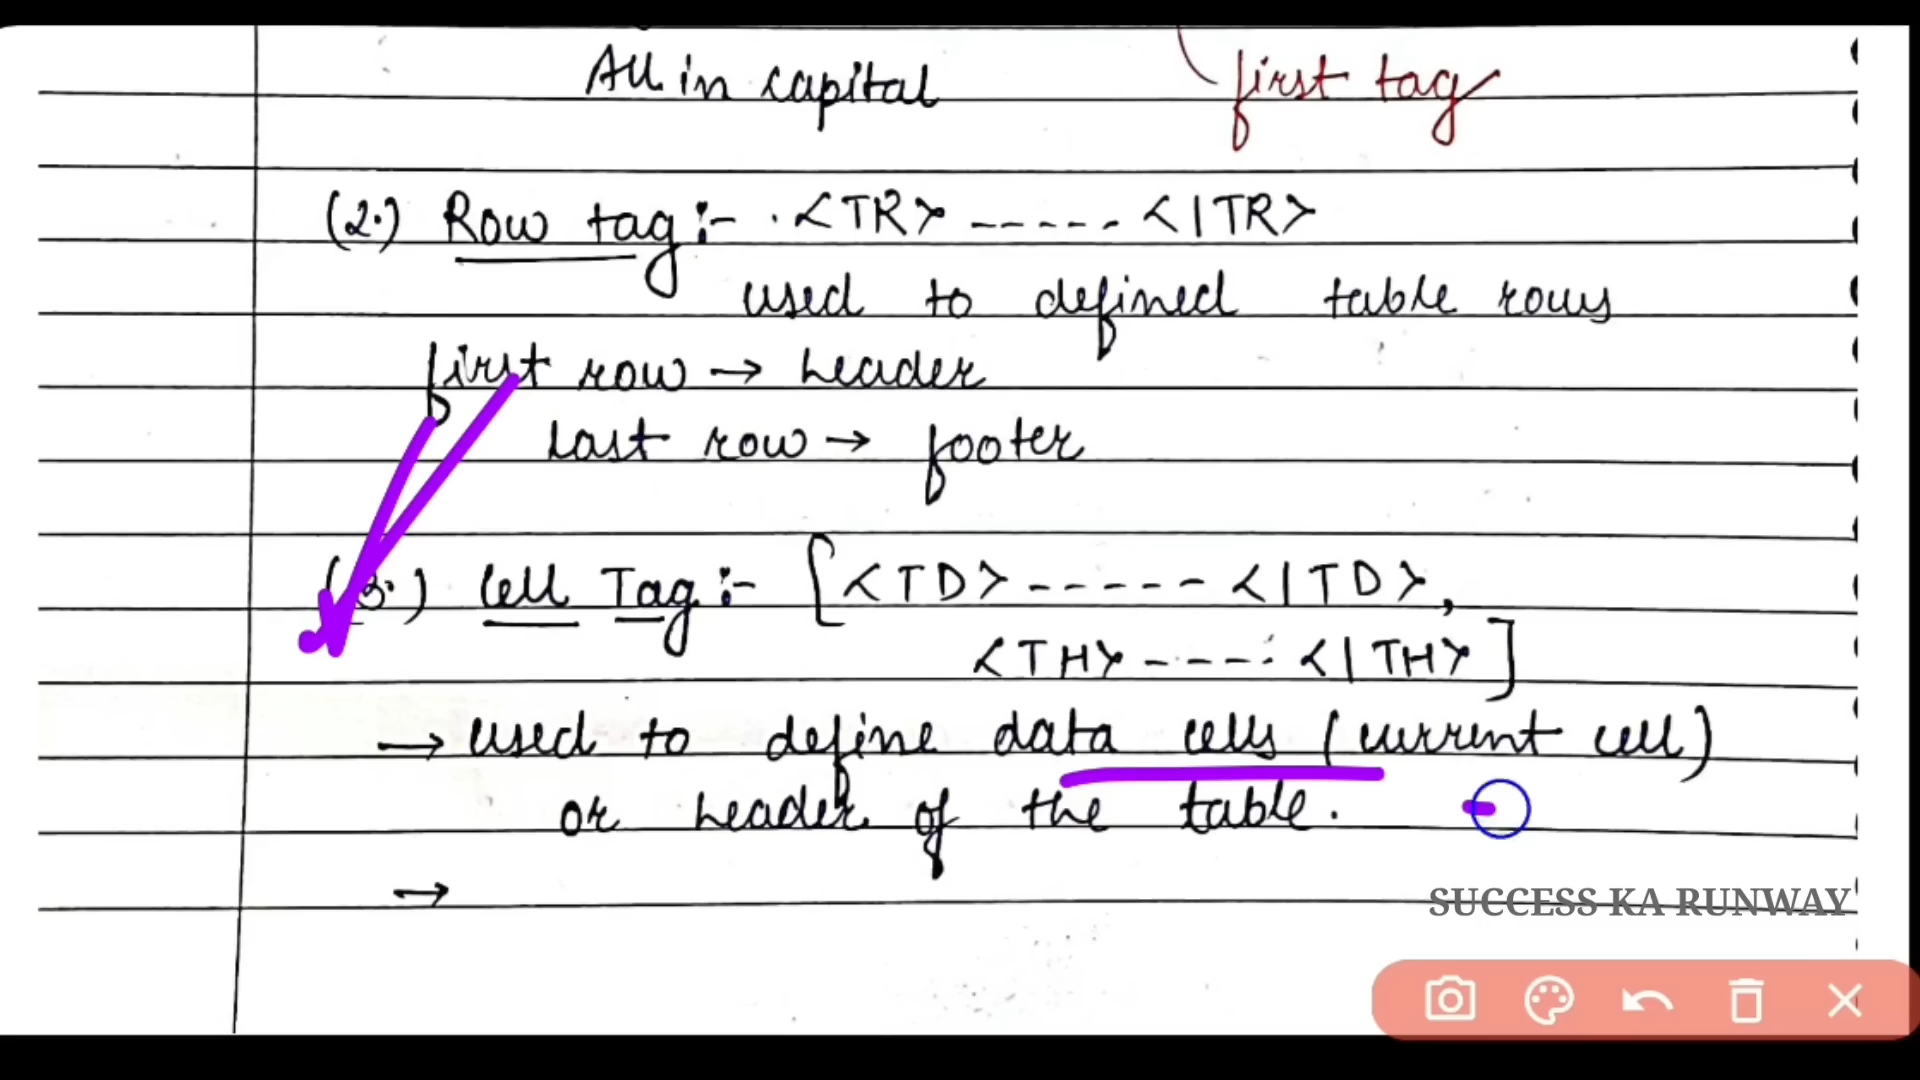 All in capital
first tag
(2.) Row tag :- <TR> ----- </TR>
used to defined table rows
first row → header
Last row → footer
(3.) Cell Tag :- [<TD> ----- </TD>,
<TH> ---- </TH>]
→ used to define data cells (current cell)
or header of the table.
→
SUCCESS KA RUNWAY